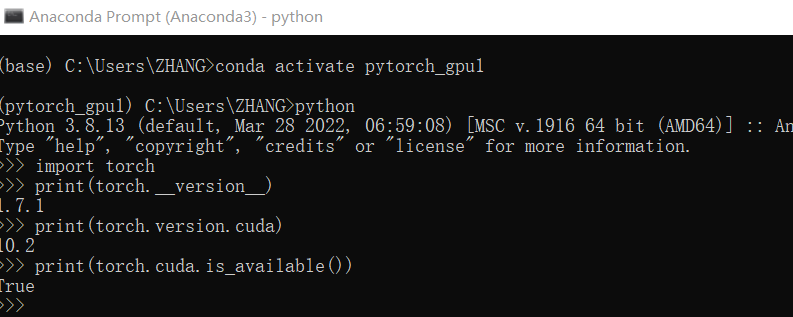 Anaconda Prompt (Anaconda3) - python
(base) C:\Users\ZHANG>conda activate pytorch_gpu1
(pytorch_gpu1) C:\Users\ZHANG>python
Python 3.8.13 (default, Mar 28 2022, 06:59:08) [MSC v.1916 64 bit (AMD64)] :: An
Type "help", "copyright", "credits" or "license" for more information.
>>> import torch
>>> print(torch.__version__)
1.7.1
>>> print(torch.version.cuda)
10.2
>>> print(torch.cuda.is_available())
True
>>>